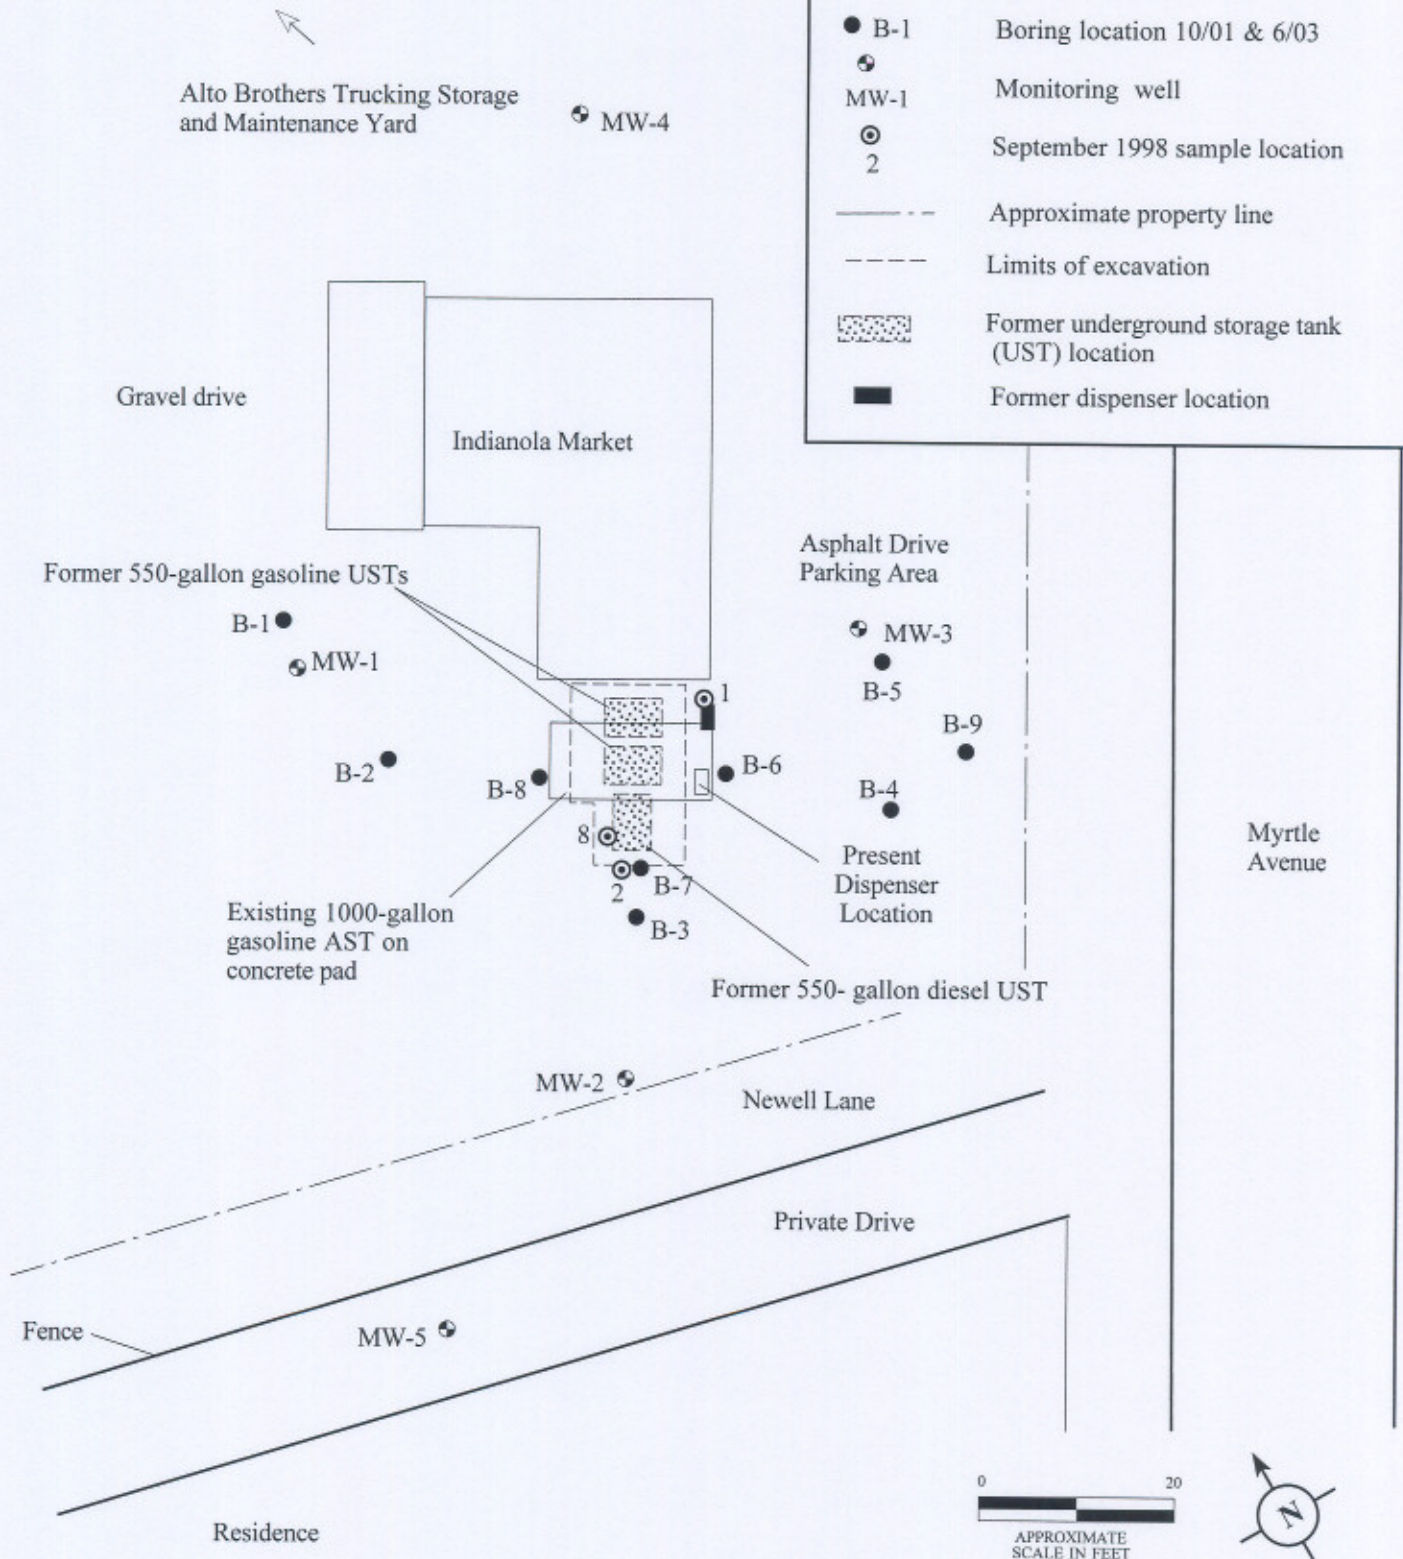 B-1 Boring location 10/01 & 6/03
MW-1 Monitoring well
2 September 1998 sample location
Approximate property line
Limits of excavation
Former underground storage tank
(UST) location
Former dispenser location
Alto Brothers Trucking Storage
and Maintenance Yard
MW-4
Gravel drive
Indianola Market
Asphalt Drive
Parking Area
Former 550-gallon gasoline USTs
B-1
MW-1
MW-3
B-5
1
B-9
B-2
B-8
B-6
B-4
8
Present
Dispenser
Location
Myrtle
Avenue
2
B-7
B-3
Existing 1000-gallon
gasoline AST on
concrete pad
Former 550- gallon diesel UST
MW-2
Newell Lane
Private Drive
Fence
MW-5
Residence
0 20
APPROXIMATE
SCALE IN FEET
N